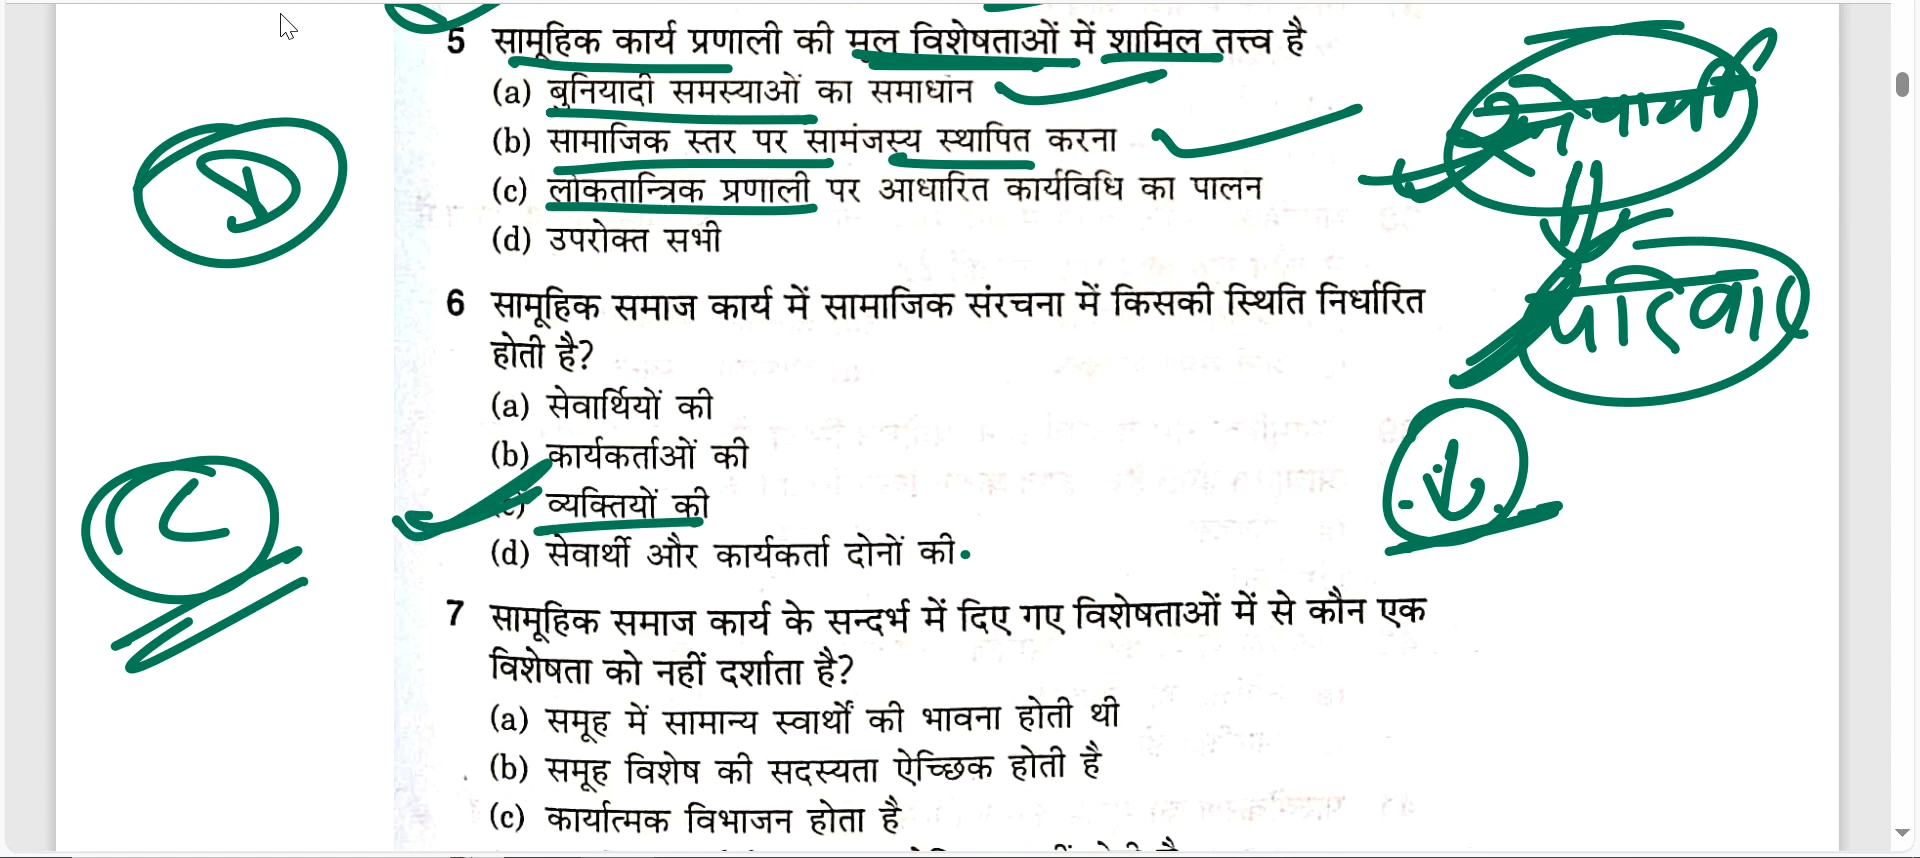 5 सामूहिक कार्य प्रणाली की मूल विशेषताओं में शामिल तत्त्व है
(a) बुनियादी समस्याओं का समाधान
(b) सामाजिक स्तर पर सामंजस्य स्थापित करना
(c) लोकतान्त्रिक प्रणाली पर आधारित कार्यविधि का पालन
(d) उपरोक्त सभी
D
परिवार
6 सामूहिक समाज कार्य में सामाजिक संरचना में किसकी स्थिति निर्धारित
होती है?
(a) सेवार्थियों की
(b) कार्यकर्ताओं की
(c) व्यक्तियों की
(d) सेवार्थी और कार्यकर्ता दोनों की
C
7 सामूहिक समाज कार्य के सन्दर्भ में दिए गए विशेषताओं में से कौन एक
विशेषता को नहीं दर्शाता है?
(a) समूह में सामान्य स्वार्थों की भावना होती थी
(b) समूह विशेष की सदस्यता ऐच्छिक होती है
(c) कार्यात्मक विभाजन होता है